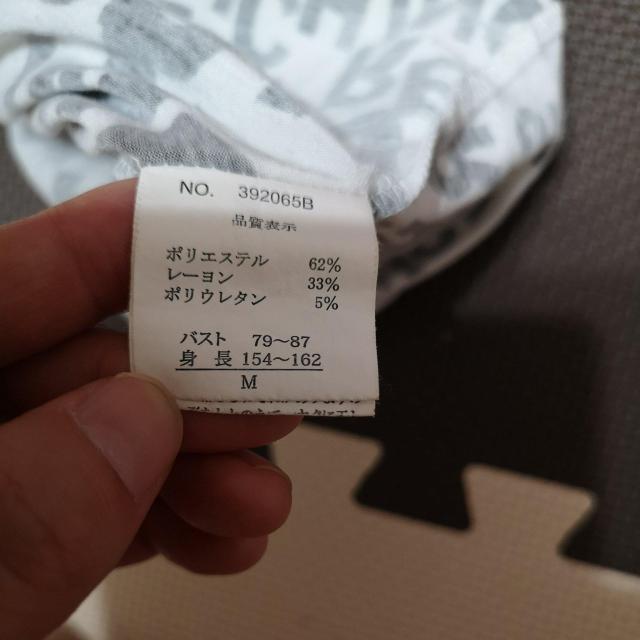 NO. 392065B
品質表示
ポリエステル 62%
レーヨン 33%
ポリウレタン 5%
バスト 79〜87
身 長 154〜162
M